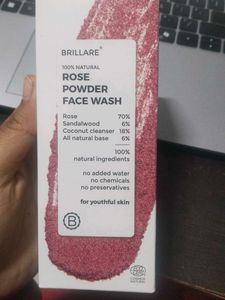 BRILLARE®
100% NATURAL
ROSE
POWDER
FACE WASH
Rose 70%
Sandalwood 6%
Coconut cleanser 18%
All natural base 6%
100%
natural ingredients
no added water
no chemicals
no preservatives
for youthful skin
B